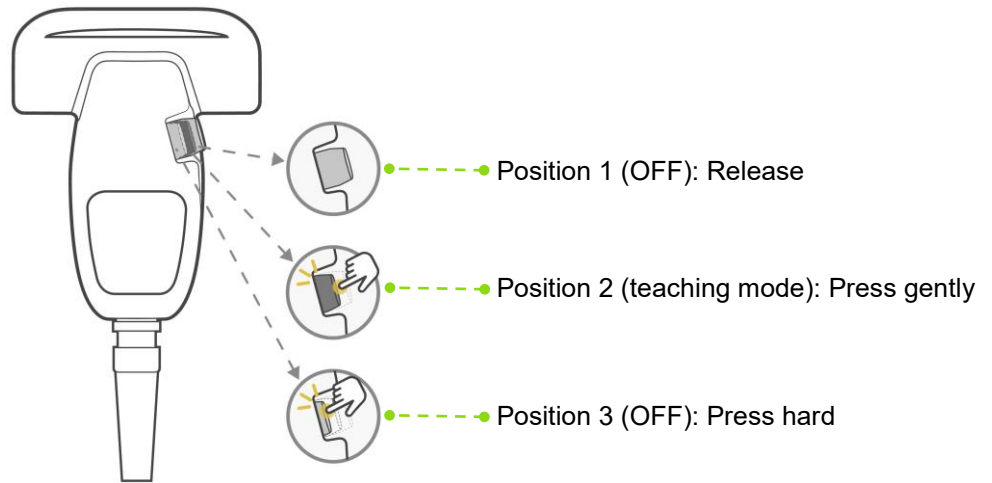 Position 1 (OFF): Release
Position 2 (teaching mode): Press gently
Position 3 (OFF): Press hard